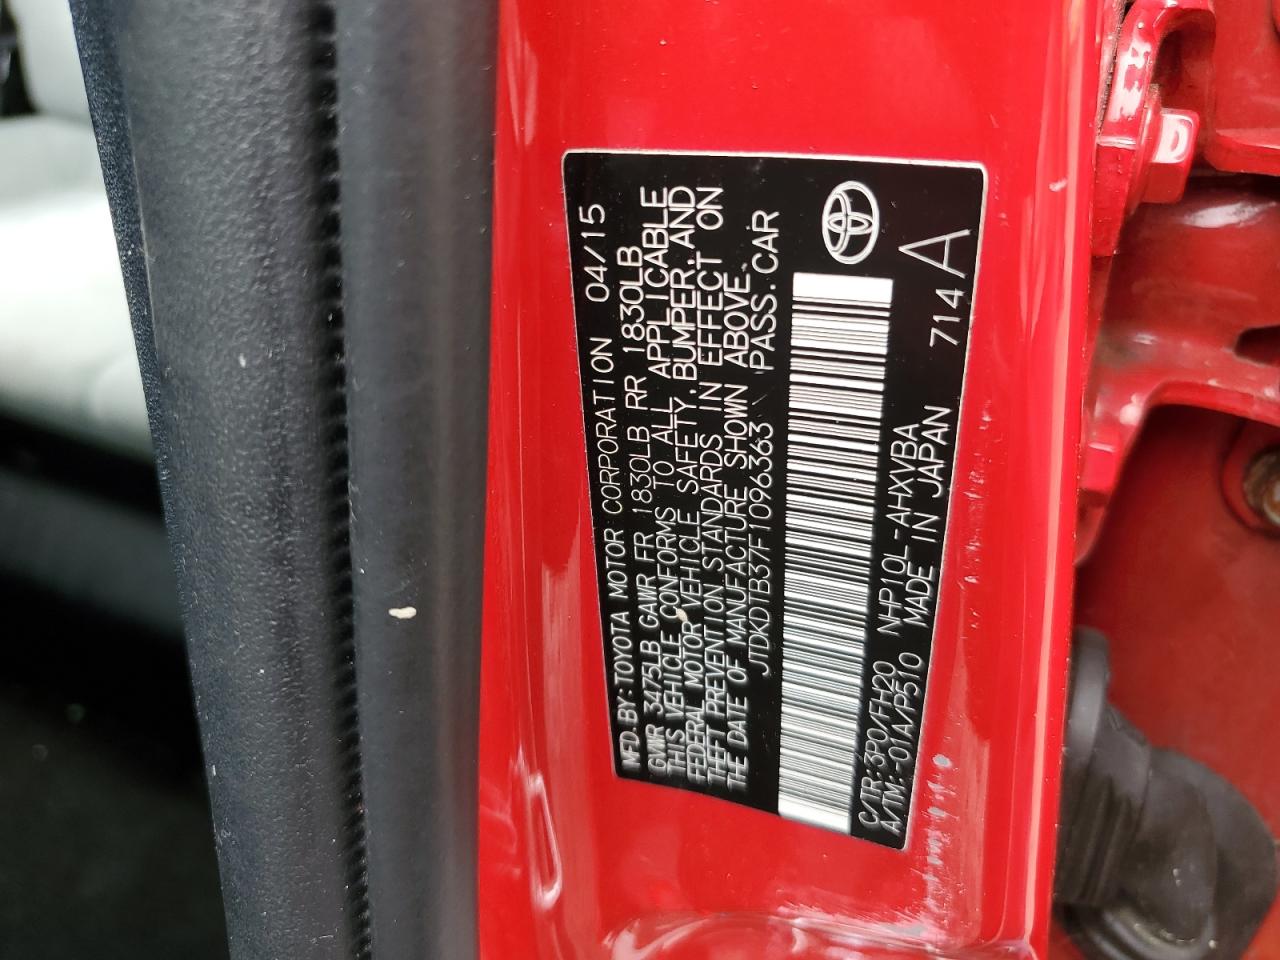 MFD. BY: TOYOTA MOTOR CORPORATION 04/15
GVWR 3475LB GAWR FR 1830LB RR 1830LB
THIS VEHICLE CONFORMS TO ALL APPLICABLE
FEDERAL MOTOR VEHICLE SAFETY, BUMPER, AND
THEFT PREVENTION STANDARDS IN EFFECT ON
THE DATE OF MANUFACTURE SHOWN ABOVE.
JTDKDTB37F1096363 PASS. CAR
C/TR: 3P0/FH20 NHP10L-AHXVBA
A/TM: -01A/P510 MADE IN JAPAN 714 A